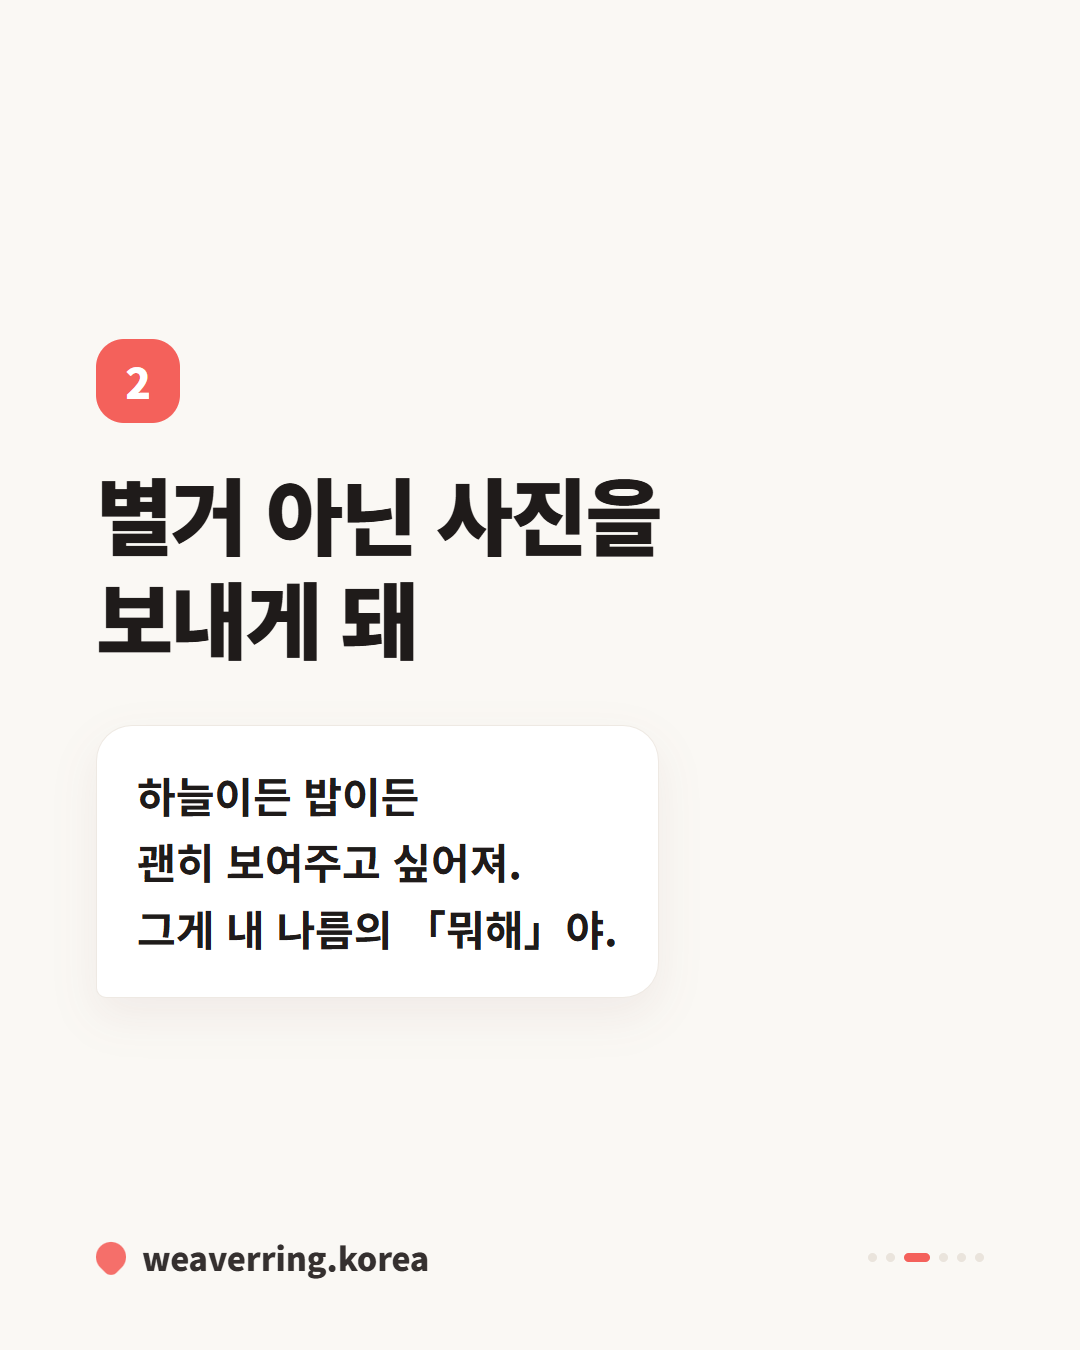 2
별거 아닌 사진을
보내게 돼
하늘이든 밥이든
괜히 보여주고 싶어져.
그게 내 나름의 「뭐해」야.
weaverring.korea